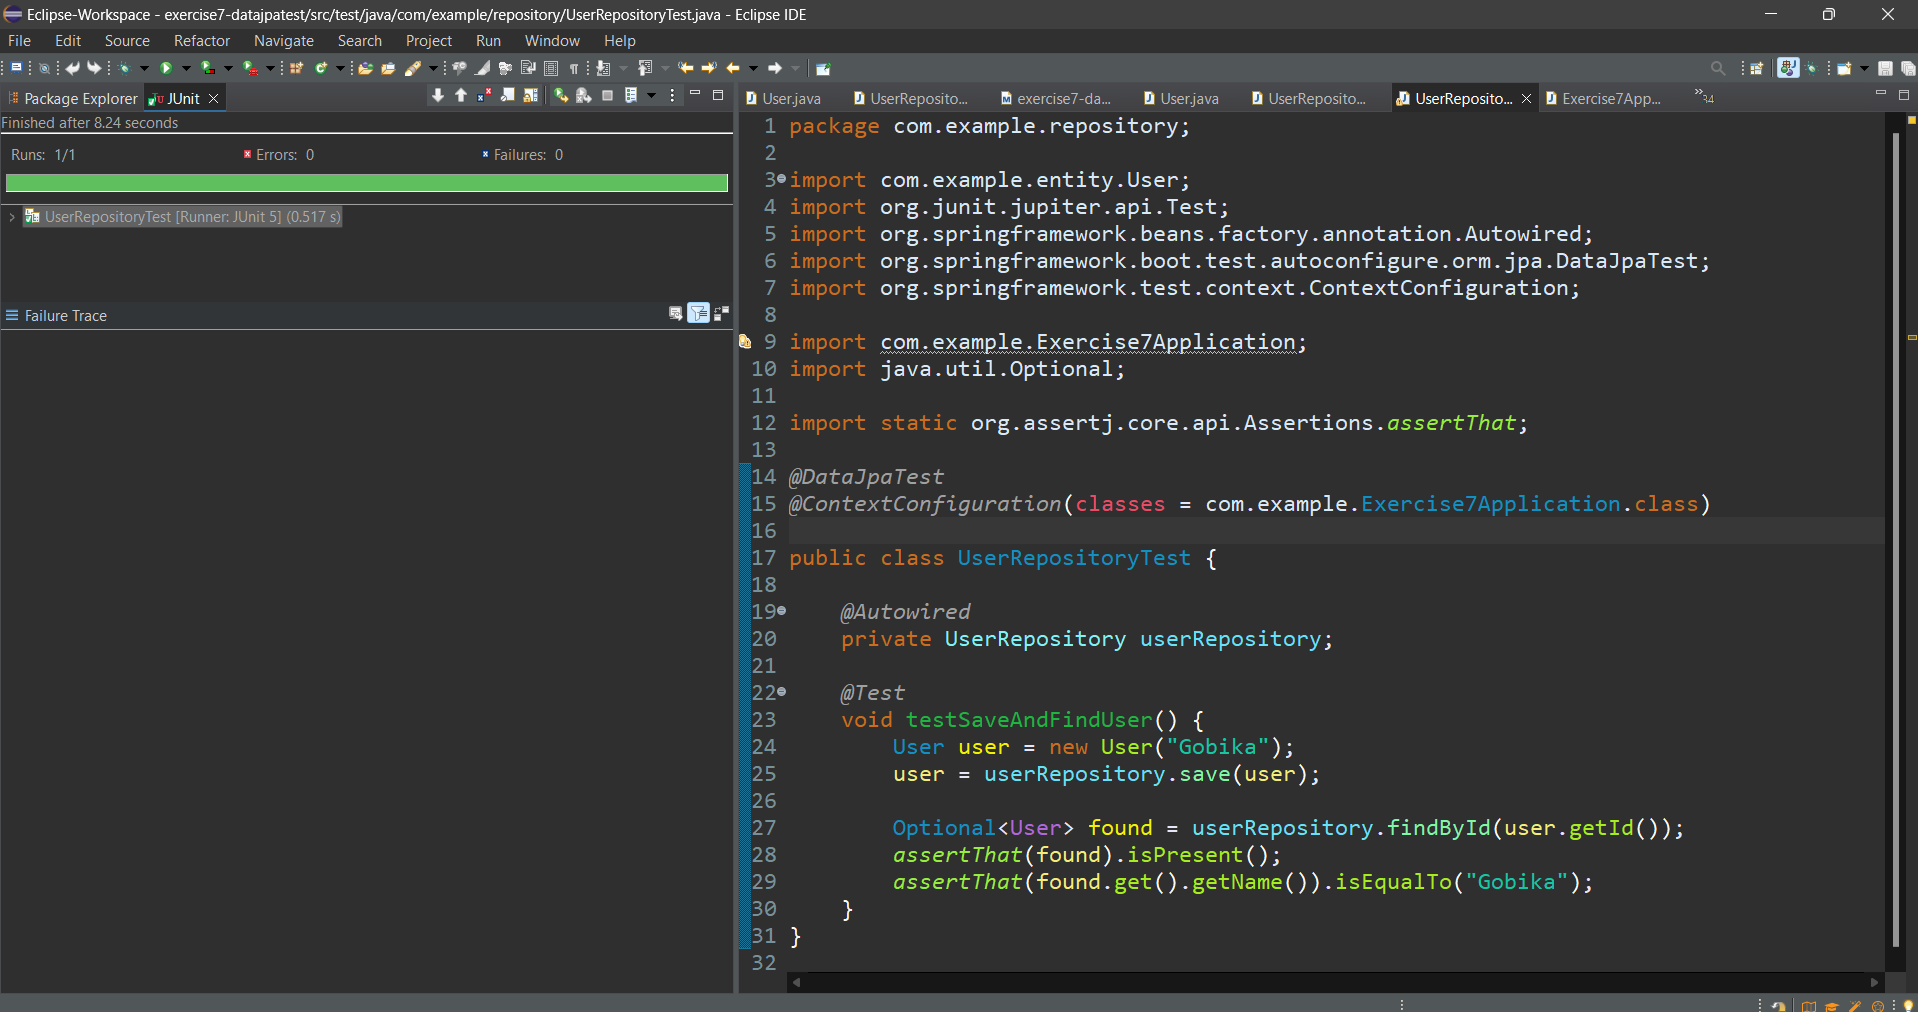 Eclipse-Workspace - exercise7-datajpatest/src/test/java/com/example/repository/UserRepositoryTest.java - Eclipse IDE
File Edit Source Refactor Navigate Search Project Run Window Help
Package Explorer JUnit
Finished after 8.24 seconds
Runs: 1/1 Errors: 0 Failures: 0
UserRepositoryTest [Runner: JUnit 5] (0.517 s)
Failure Trace
User.java UserReposito... exercise7-da... User.java UserReposito... UserReposito... Exercise7App... »34
1 package com.example.repository;
2
3 import com.example.entity.User;
4 import org.junit.jupiter.api.Test;
5 import org.springframework.beans.factory.annotation.Autowired;
6 import org.springframework.boot.test.autoconfigure.orm.jpa.DataJpaTest;
7 import org.springframework.test.context.ContextConfiguration;
8
9 import com.example.Exercise7Application;
10 import java.util.Optional;
11
12 import static org.assertj.core.api.Assertions.assertThat;
13
14 @DataJpaTest
15 @ContextConfiguration(classes = com.example.Exercise7Application.class)
16
17 public class UserRepositoryTest {
18
19 @Autowired
20 private UserRepository userRepository;
21
22 @Test
23 void testSaveAndFindUser() {
24 User user = new User("Gobika");
25 user = userRepository.save(user);
26
27 Optional<User> found = userRepository.findById(user.getId());
28 assertThat(found).isPresent();
29 assertThat(found.get().getName()).isEqualTo("Gobika");
30 }
31 }
32